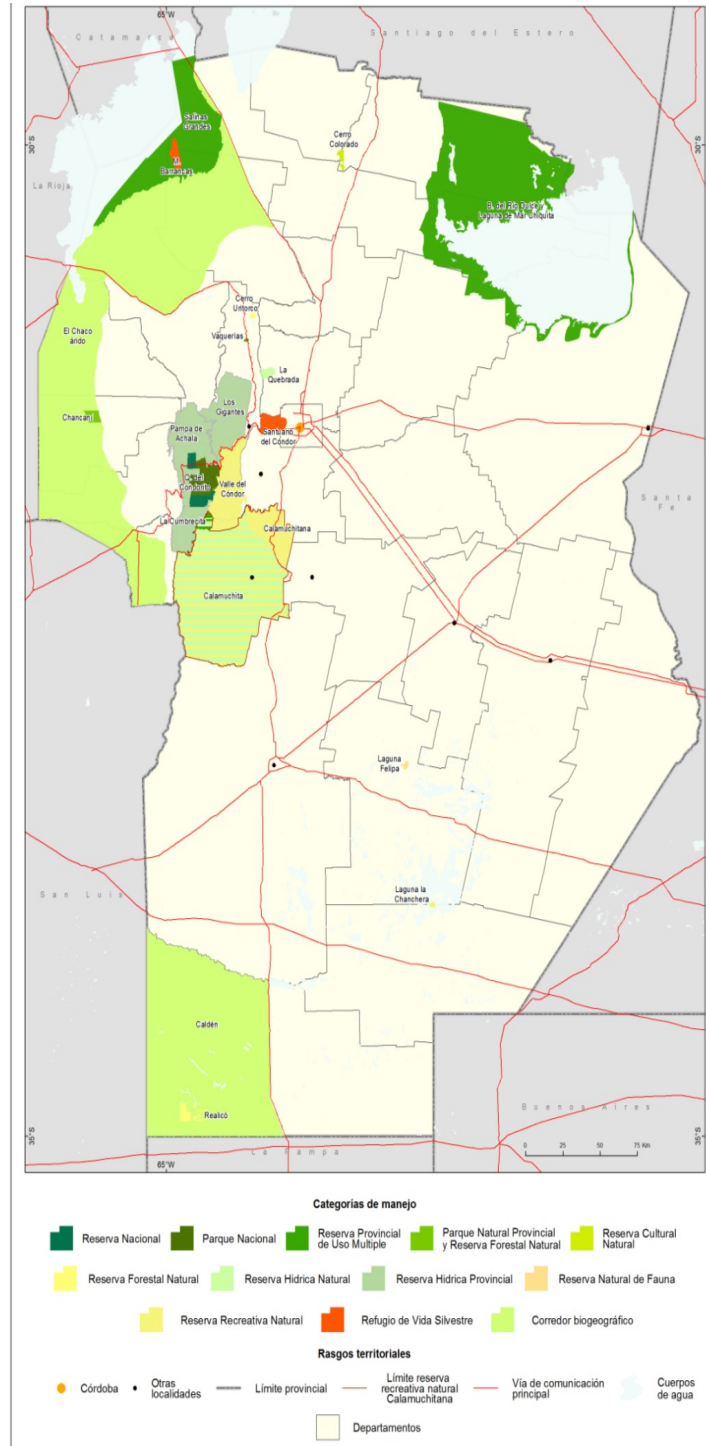 65°W
Catamarca
Santiago del Estero
Salinas
Grandes
Cerro
Colorado
30°S
30°S
M.
Barrancas
La Rioja
B. del Río Dulce y
Laguna de Mar Chiquita
Cerro
Uritorco
El Chaco
árido
Vaquerías
La
Quebrada
Los
Gigantes
Chancaní
Pampa de
Achala
Santuario
del Cóndor
Q. del
Condorito
Valle del
Cóndor
Santa
Fe
La Cumbrecita
Calamuchitana
Calamuchita
Laguna
Felipa
San Luis
Laguna la
Chanchera
Caldén
Realicó
Buenos Aires
35°S
35°S
65°W
La Pampa
0 25 50 75 Km
Categorías de manejo
Reserva Nacional
Parque Nacional
Reserva Provincial
de Uso Multiple
Parque Natural Provincial
y Reserva Forestal Natural
Reserva Cultural
Natural
Reserva Forestal Natural
Reserva Hidrica Natural
Reserva Hidrica Provincial
Reserva Natural de Fauna
Reserva Recreativa Natural
Refugio de Vida Silvestre
Corredor biogeográfico
Rasgos territoriales
Córdoba
Otras
localidades
Límite provincial
Límite reserva
recreativa natural
Calamuchitana
Vía de comunicación
principal
Cuerpos
de agua
Departamentos